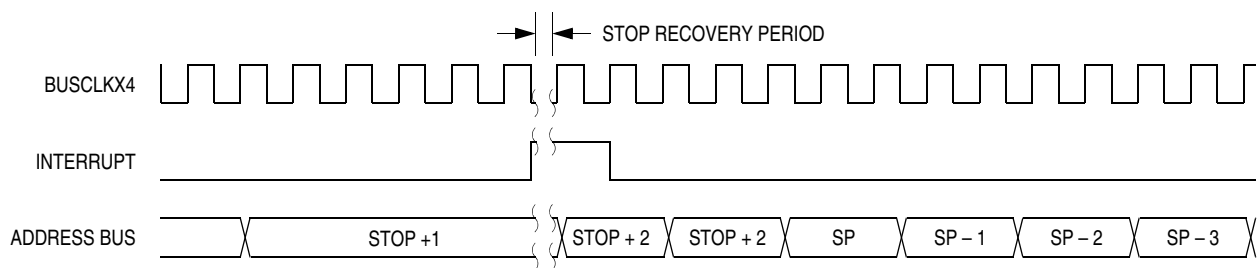 STOP RECOVERY PERIOD
BUSCLKX4
INTERRUPT
ADDRESS BUS STOP +1 STOP + 2 STOP + 2 SP SP – 1 SP – 2 SP – 3